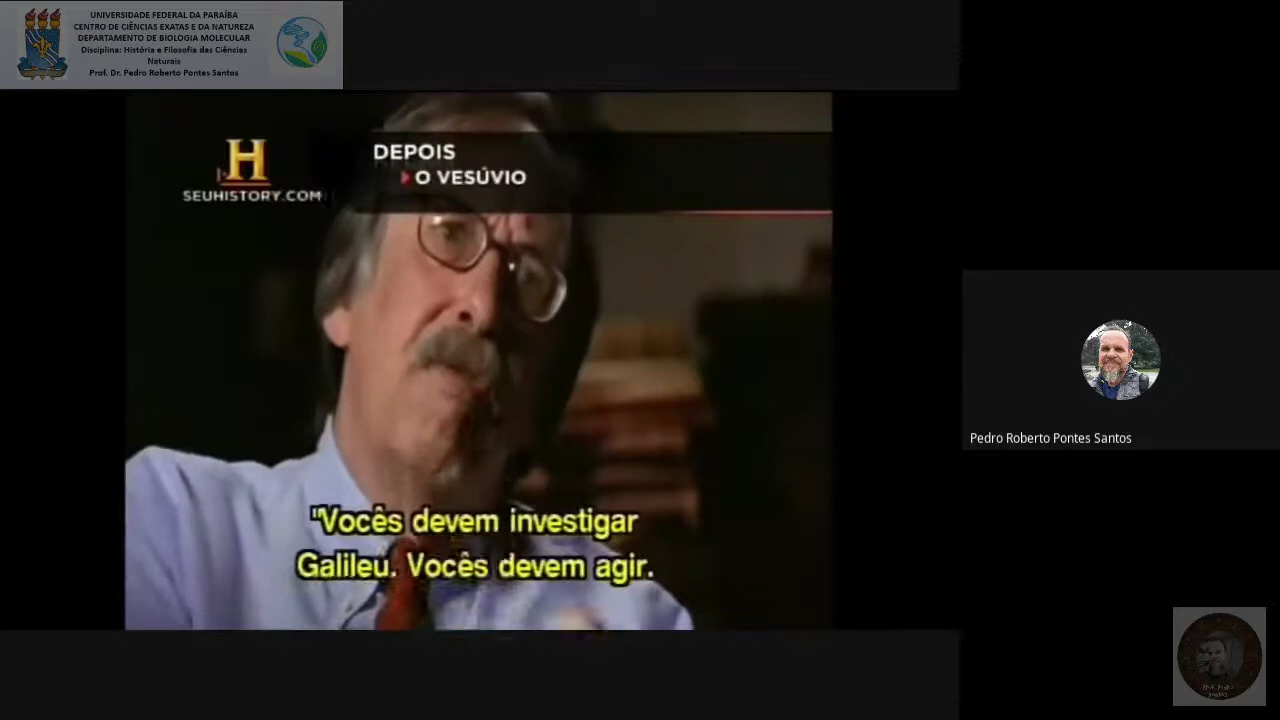 UNIVERSIDADE FEDERAL DA PARAÍBA
CENTRO DE CIÊNCIAS EXATAS E DA NATUREZA
DEPARTAMENTO DE BIOLOGIA MOLECULAR
Disciplina: História e Filosofia das Ciências
Naturais
Prof. Dr. Pedro Roberto Pontes Santos
H
SEUHISTORY.COM
DEPOIS
O VESÚVIO
"Vocês devem investigar
Galileu. Vocês devem agir.
Pedro Roberto Pontes Santos